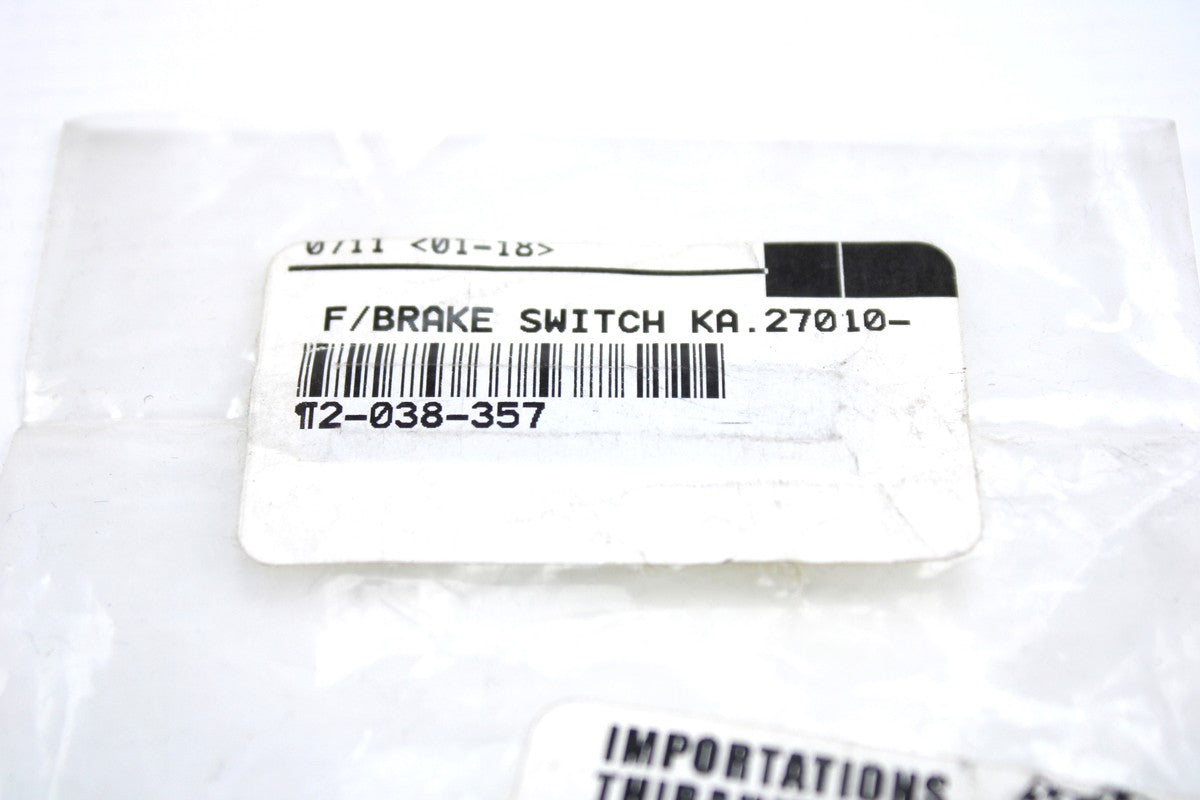 0711 <01-18>
F/BRAKE SWITCH KA.27010-
¶2-038-357
IMPORTATIONS